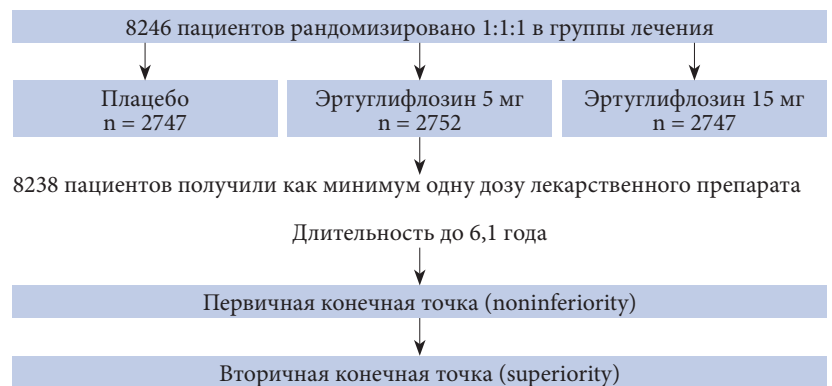 8246 пациентов рандомизировано 1:1:1 в группы лечения
Плацебо
n = 2747
Эртуглифлозин 5 мг
n = 2752
Эртуглифлозин 15 мг
n = 2747
8238 пациентов получили как минимум одну дозу лекарственного препарата
Длительность до 6,1 года
Первичная конечная точка (noninferiority)
Вторичная конечная точка (superiority)